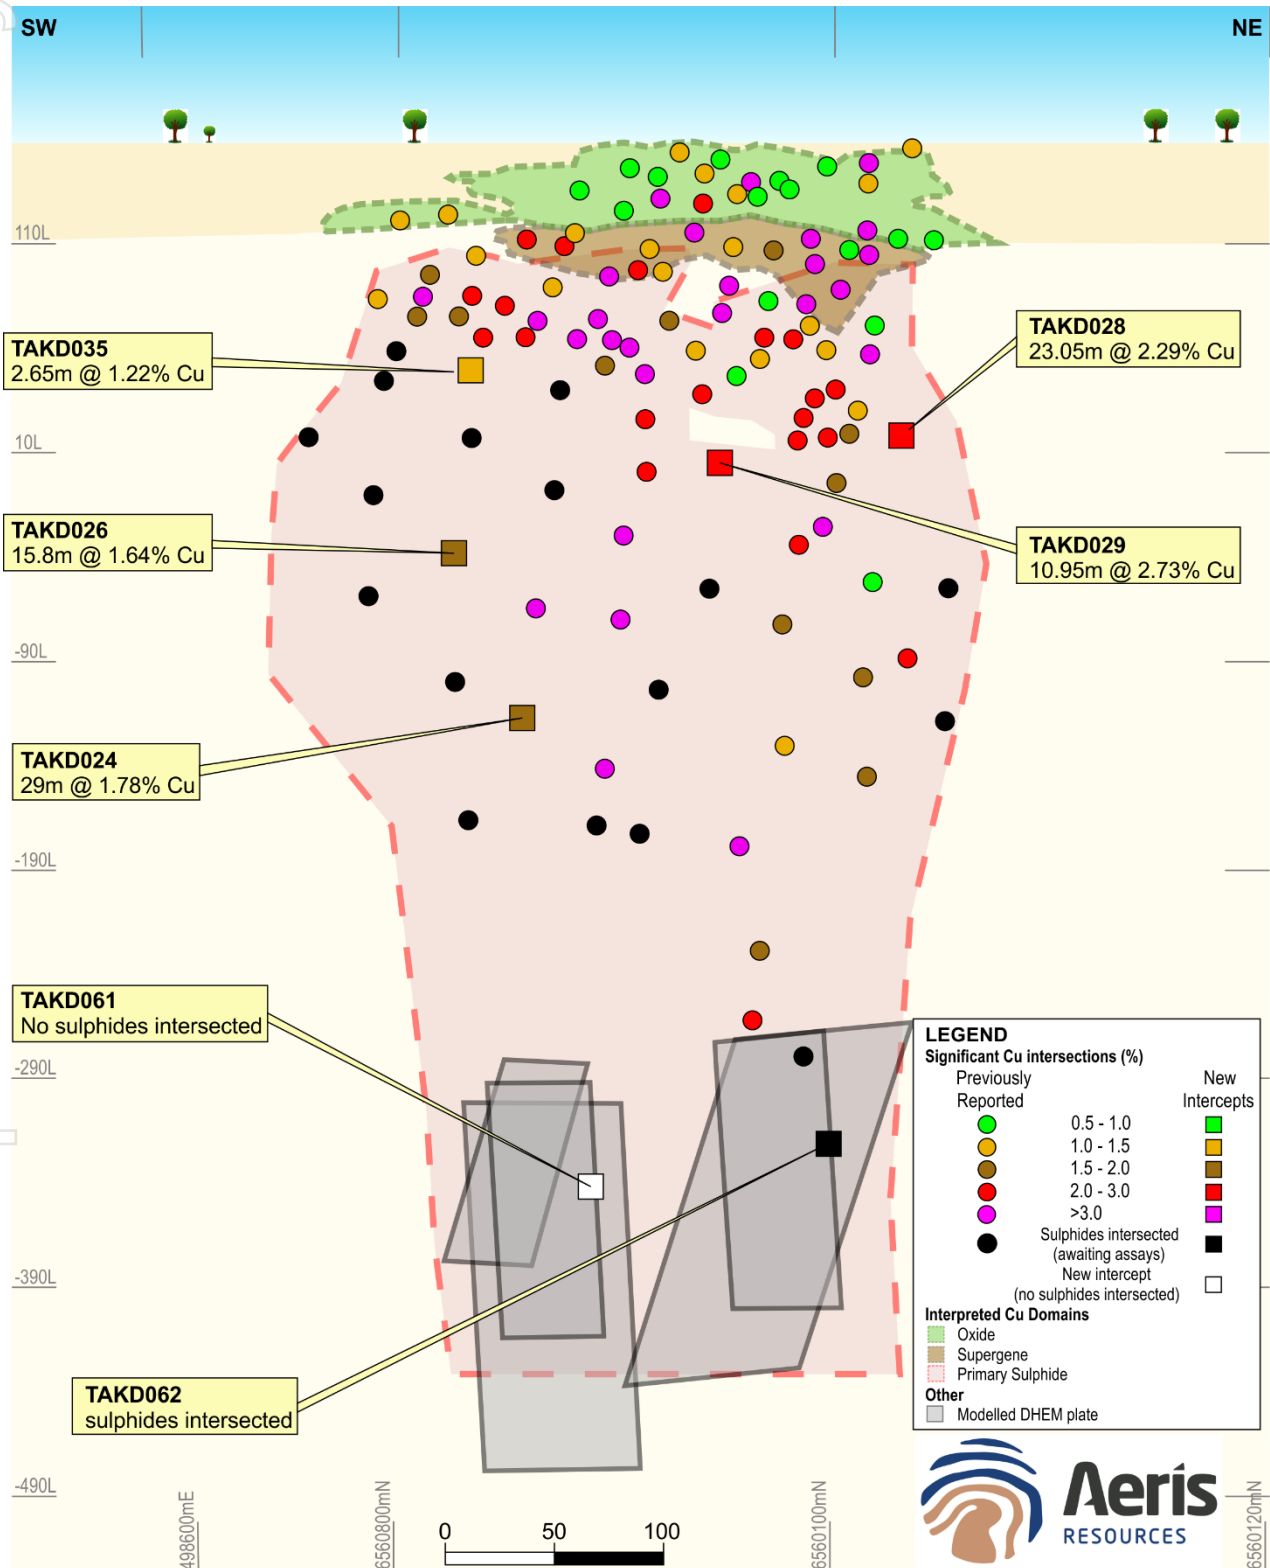 SW
NE
110L
TAKD035
2.65m @ 1.22% Cu
TAKD028
23.05m @ 2.29% Cu
10L
TAKD026
15.8m @ 1.64% Cu
TAKD029
10.95m @ 2.73% Cu
-90L
TAKD024
29m @ 1.78% Cu
-190L
TAKD061
No sulphides intersected
-290L
-390L
TAKD062
sulphides intersected
-490L
LEGEND
Significant Cu intersections (%)
Previously
Reported
New
Intercepts
0.5 - 1.0
1.0 - 1.5
1.5 - 2.0
2.0 - 3.0
>3.0
Sulphides intersected
(awaiting assays)
New intercept
(no sulphides intersected)
Interpreted Cu Domains
Oxide
Supergene
Primary Sulphide
Other
Modelled DHEM plate
498600mE
6560800mN
6560100mN
6560120mN
0 50 100
Aeris
RESOURCES